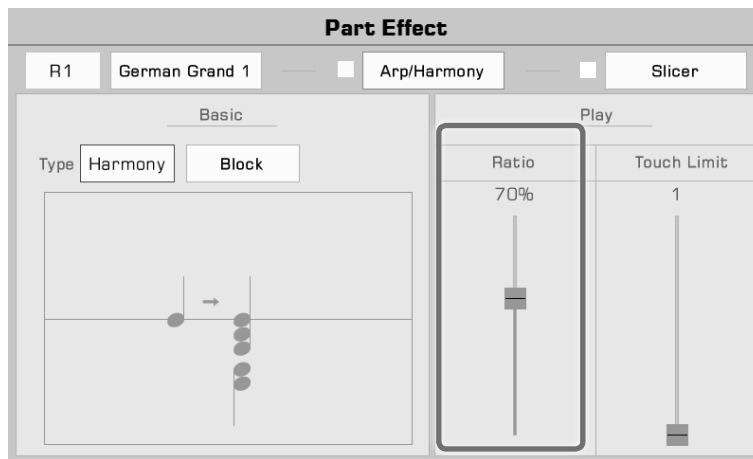 Part Effect
R1 German Grand 1 Arp/Harmony Slicer
Basic
Type Harmony Block
Play
Ratio Touch Limit
70% 1